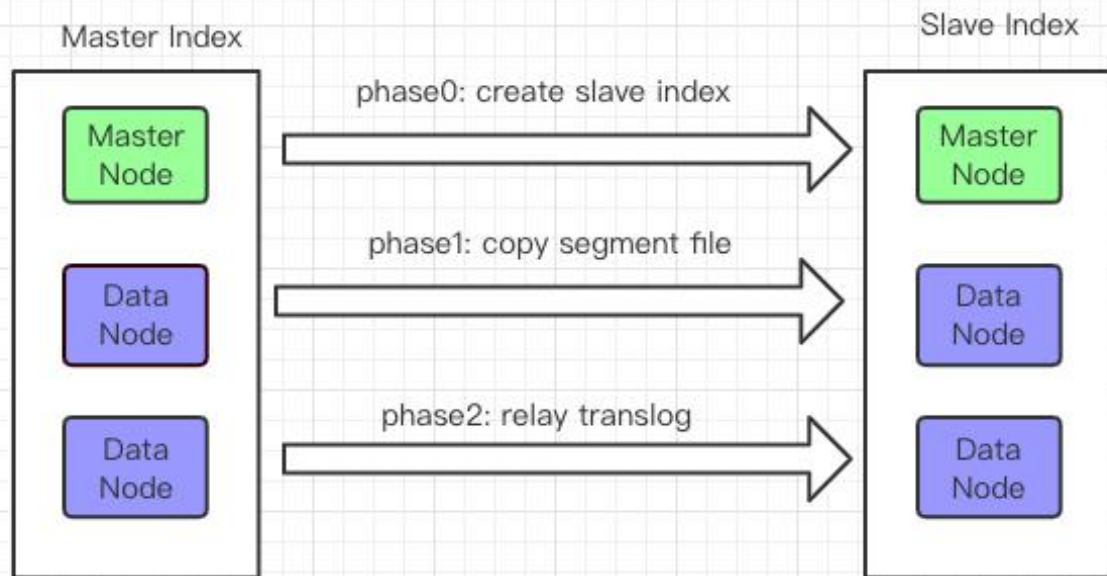 Master Index
Slave Index
phase0: create slave index
Master
Node
Master
Node
phase1: copy segment file
Data
Node
Data
Node
phase2: relay translog
Data
Node
Data
Node